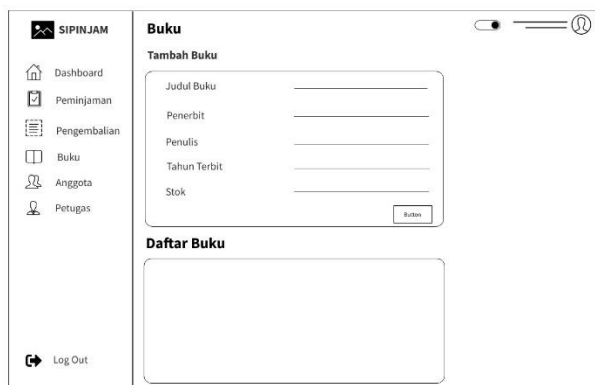 SIPINJAM
Dashboard
Peminjaman
Pengembalian
Buku
Anggota
Petugas
Log Out
Buku
Tambah Buku
Judul Buku
Penerbit
Penulis
Tahun Terbit
Stok
Button
Daftar Buku